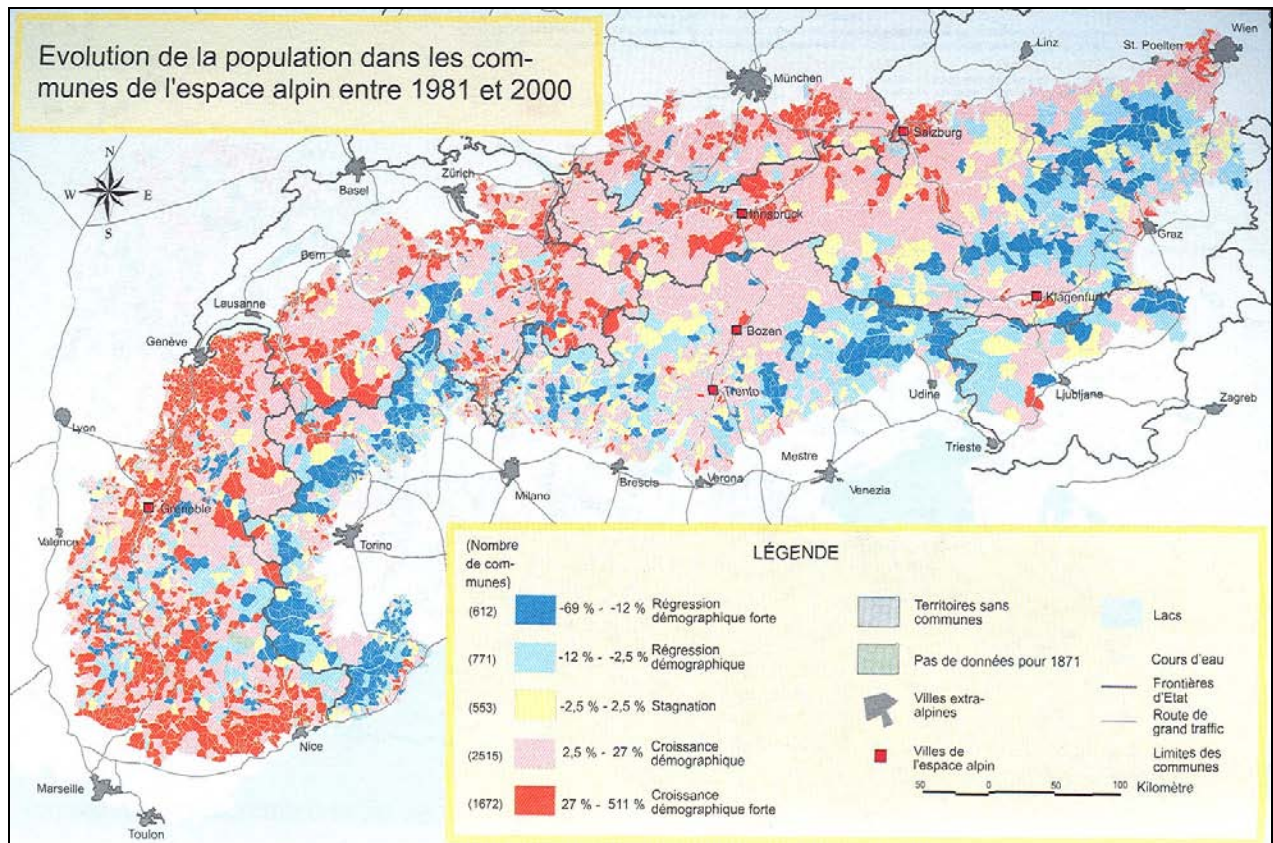 Evolution de la population dans les com-
munes de l'espace alpin entre 1981 et 2000
Wien
Linz
St. Poelten
München
Salzburg
N
W E
S
Basel
Zürich
Innsbruck
Bern
Graz
Lausanne
Klagenfurt
Genève
Bozen
Trento
Udine
Ljubljane
Zagreb
Lyon
Trieste
Milano
Brescia
Verona
Mestre
Venezia
Grenoble
Valence
Torino
Nice
Marseille
Toulon
LÉGENDE
(Nombre
de com-
munes)
(612) -69 % - -12 % Régression
démographique forte
(771) -12 % - -2,5 % Régression
démographique
(553) -2,5 % - 2,5 % Stagnation
(2515) 2,5 % - 27 % Croissance
démographique
(1672) 27 % - 511 % Croissance
démographique forte
Territoires sans
communes
Pas de données pour 1871
Villes extra-
alpines
Villes de
l'espace alpin
Lacs
Cours d'eau
Frontières
d'Etat
Route de
grand traffic
Limites des
communes
50 0 50 100
Kilomètre